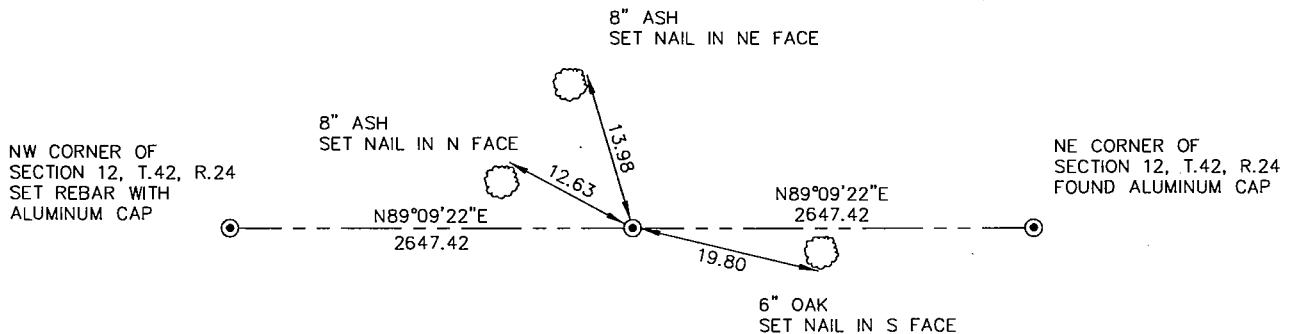 8" ASH
SET NAIL IN NE FACE
8" ASH
SET NAIL IN N FACE
13.98
12.63
NW CORNER OF
SECTION 12, T.42, R.24
SET REBAR WITH
ALUMINUM CAP
NE CORNER OF
SECTION 12, T.42, R.24
FOUND ALUMINUM CAP
N89°09'22"E
2647.42
N89°09'22"E
2647.42
19.80
6" OAK
SET NAIL IN S FACE